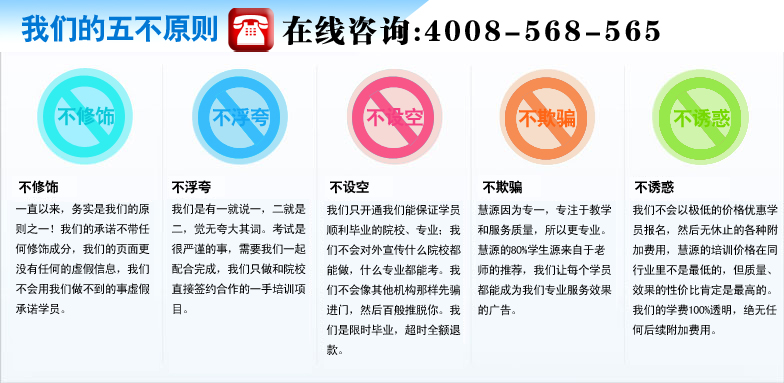 我们的五不原则
在线咨询:4008-568-565
不修饰
不浮夸
不设空
不欺骗
不诱惑
不修饰
一直以来，务实是我们的原
则之一！我们的承诺不带任
何修饰成分，我们的页面更
没有任何的虚假信息，我们
不会用我们做不到的事虚假
承诺学员。
不浮夸
我们是有一就说一，二就是
二，觉无夸大其词。考试是
很严谨的事，需要我们一起
配合完成，我们只做和院校
直接签约合作的一手培训项
目。
不设空
我们只开通我们能保证学员
顺利毕业的院校、专业；我
们不会对外宣传什么院校都
能做，什么专业都能考。我
们不会像其他机构那样先骗
进门，然后百般推脱你。我
们是限时毕业，超时全额退
款。
不欺骗
慧源因为专一，专注于教学
和服务质量，所以更专业。
慧源的80%学生源来自于老
师的推荐，我们让每个学员
都能成为我们专业服务效果
的广告。
不诱惑
我们不会以极低的价格优惠学
员报名，然后无休止的各种附
加费用，慧源的培训价格在同
行业里不是最低的，但质量、
效果的性价比肯定是最高的。
我们的学费100%透明，绝无任
何后续附加费用。